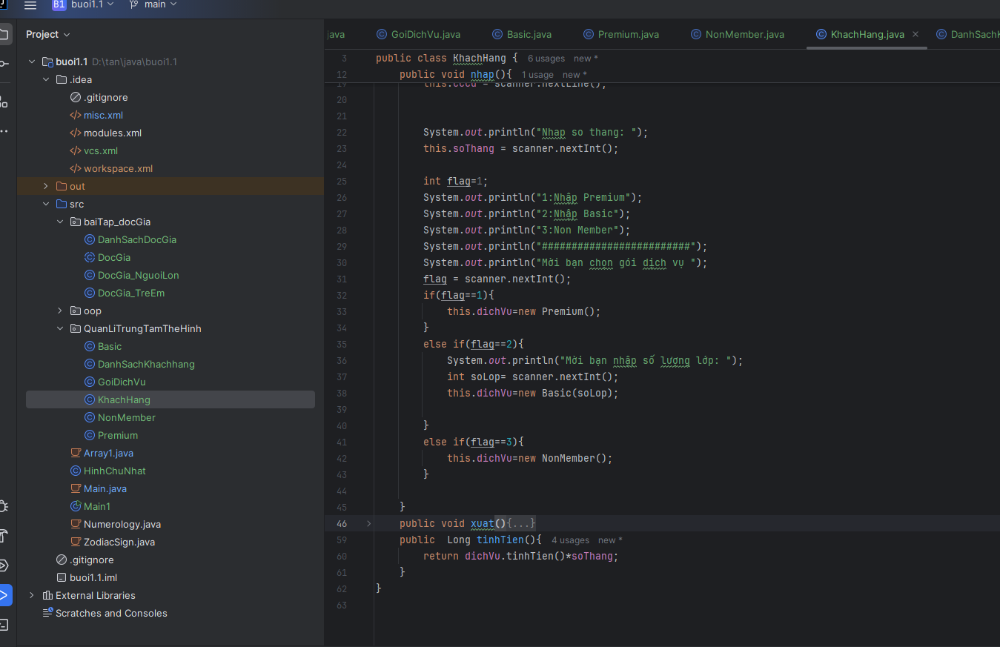 B1 buoi1.1 main
Project
buoi1.1 D:\tan\java\buoi1.1
.idea
.gitignore
misc.xml
modules.xml
vcs.xml
workspace.xml
out
src
baiTap_docGia
DanhSachDocGia
DocGia
DocGia_NguoiLon
DocGia_TreEm
oop
QuanLiTrungTamTheHinh
Basic
DanhSachKhachhang
GoiDichVu
KhachHang
NonMember
Premium
Array1.java
HinhChuNhat
Main.java
Main1
Numerology.java
ZodiacSign.java
.gitignore
buoi1.1.iml
External Libraries
Scratches and Consoles
java GoiDichVu.java Basic.java Premium.java NonMember.java KhachHang.java DanhSach
3 public class KhachHang { 6 usages new *
12 public void nhap(){ 1 usage new *
19 this.cccd = scanner.nextLine();
20
21
22 System.out.println("Nhap so thang: ");
23 this.soThang = scanner.nextInt();
24
25 int flag=1;
26 System.out.println("1:Nhập Premium");
27 System.out.println("2:Nhập Basic");
28 System.out.println("3:Non Member");
29 System.out.println("#########################");
30 System.out.println("Mời bạn chọn gói dịch vụ ");
31 flag = scanner.nextInt();
32 if(flag==1){
33 this.dichVu=new Premium();
34 }
35 else if(flag==2){
36 System.out.println("Mời bạn nhập số lượng lớp: ");
37 int soLop= scanner.nextInt();
38 this.dichVu=new Basic(soLop);
39
40 }
41 else if(flag==3){
42 this.dichVu=new NonMember();
43 }
44
45 }
46 public void xuat(){...}
59 public Long tinhTien(){ 4 usages new *
60 return dichVu.tinhTien()*soThang;
61 }
62 }
63